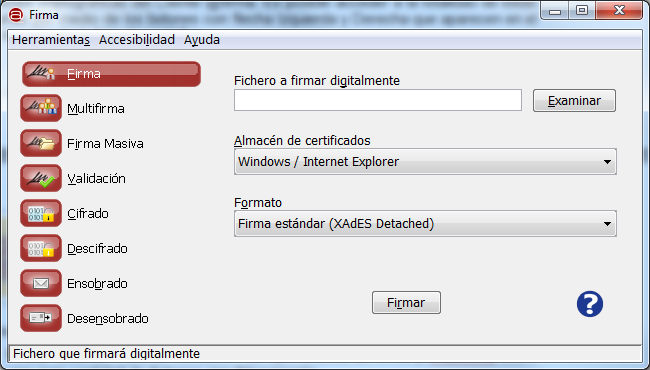 Firma
Herramientas Accesibilidad Ayuda
Firma
Multifirma
Firma Masiva
Validación
Cifrado
Descifrado
Ensobrado
Desensobrado
Fichero a firmar digitalmente
Examinar
Almacén de certificados
Windows / Internet Explorer
Formato
Firma estándar (XAdES Detached)
Firmar
Fichero que firmará digitalmente